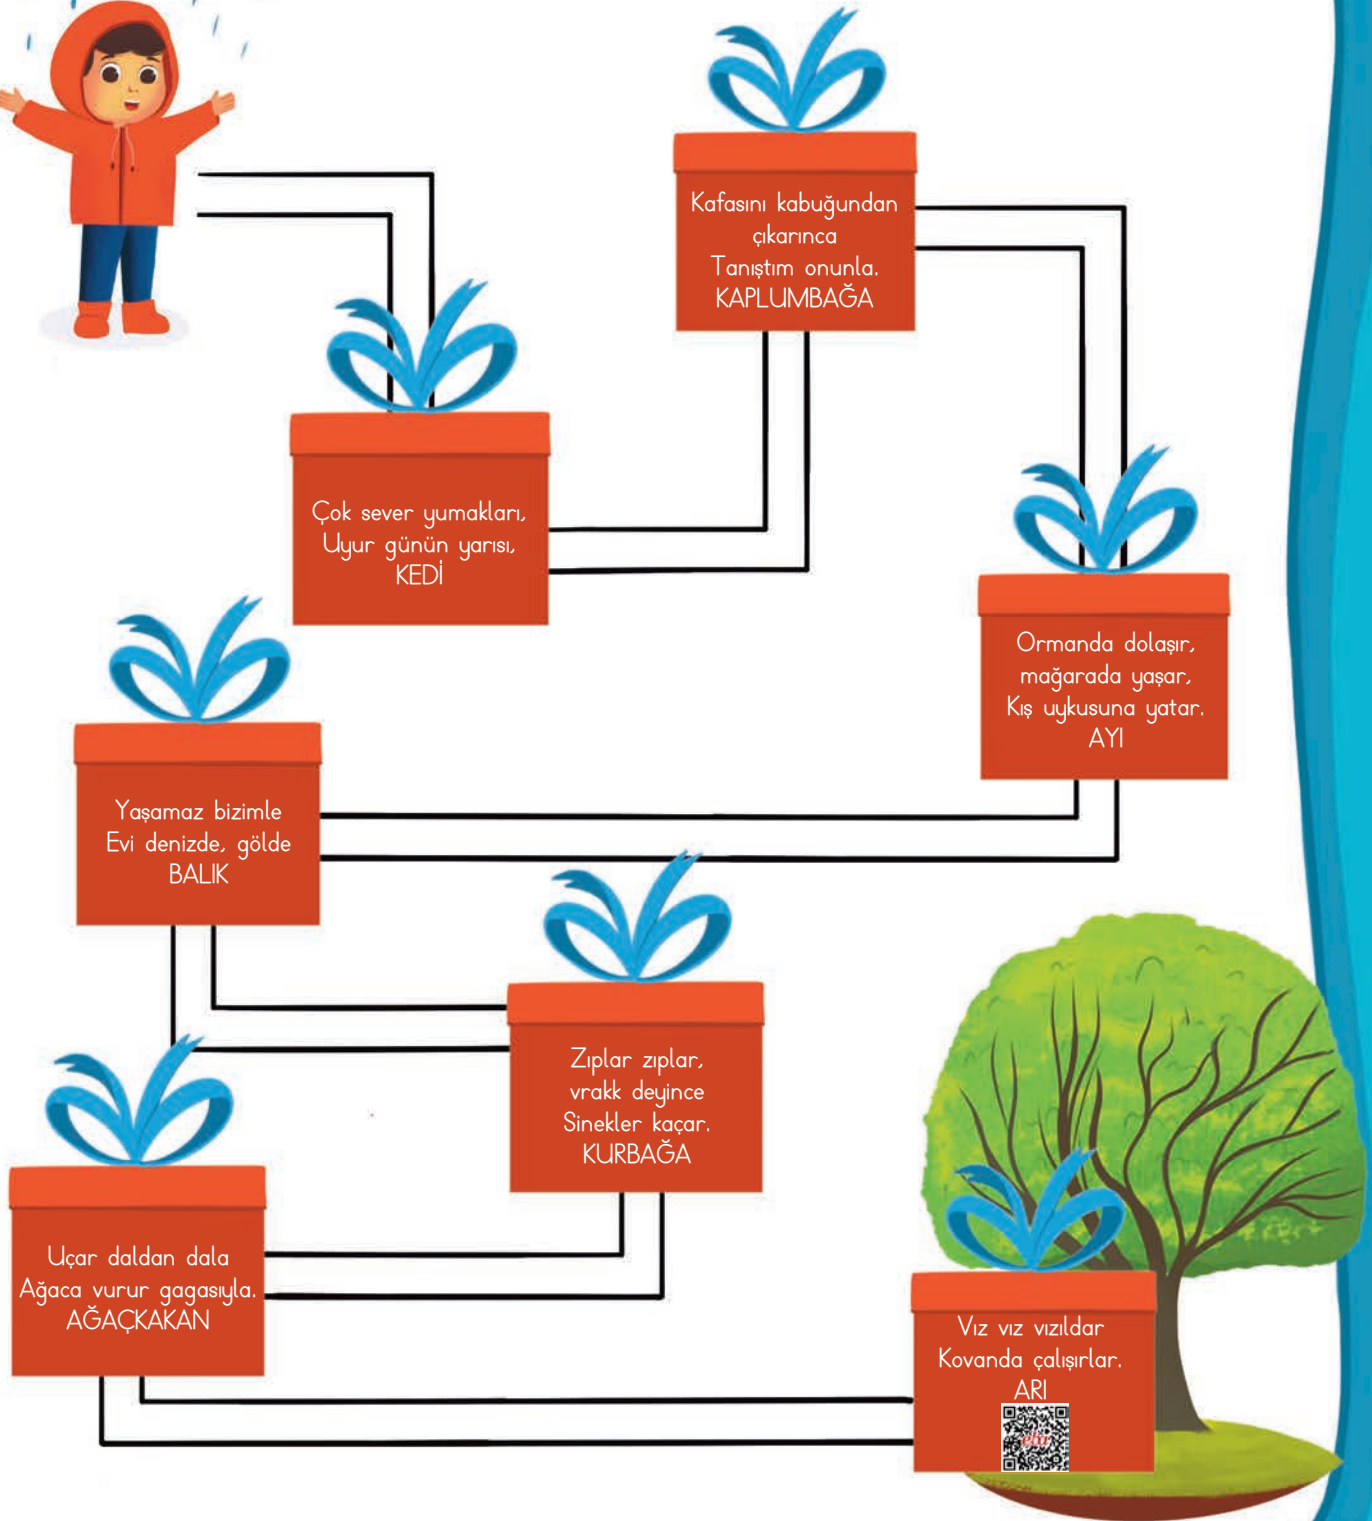 Kafasını kabuğundan
çıkarınca
Tanıştım onunla.
KAPLUMBAĞA
Çok sever yumakları,
Uyur günün yarısı,
KEDİ
Ormanda dolaşır,
mağarada yaşar,
Kış uykusuna yatar.
AYI
Yaşamaz bizimle
Evi denizde, gölde
BALIK
Zıplar zıplar,
vrakk deyince
Sinekler kaçar.
KURBAĞA
Uçar daldan dala
Ağaca vurur gagasıyla.
AĞAÇKAKAN
Vız vız vızıldar
Kovanda çalışırlar.
ARI
eba